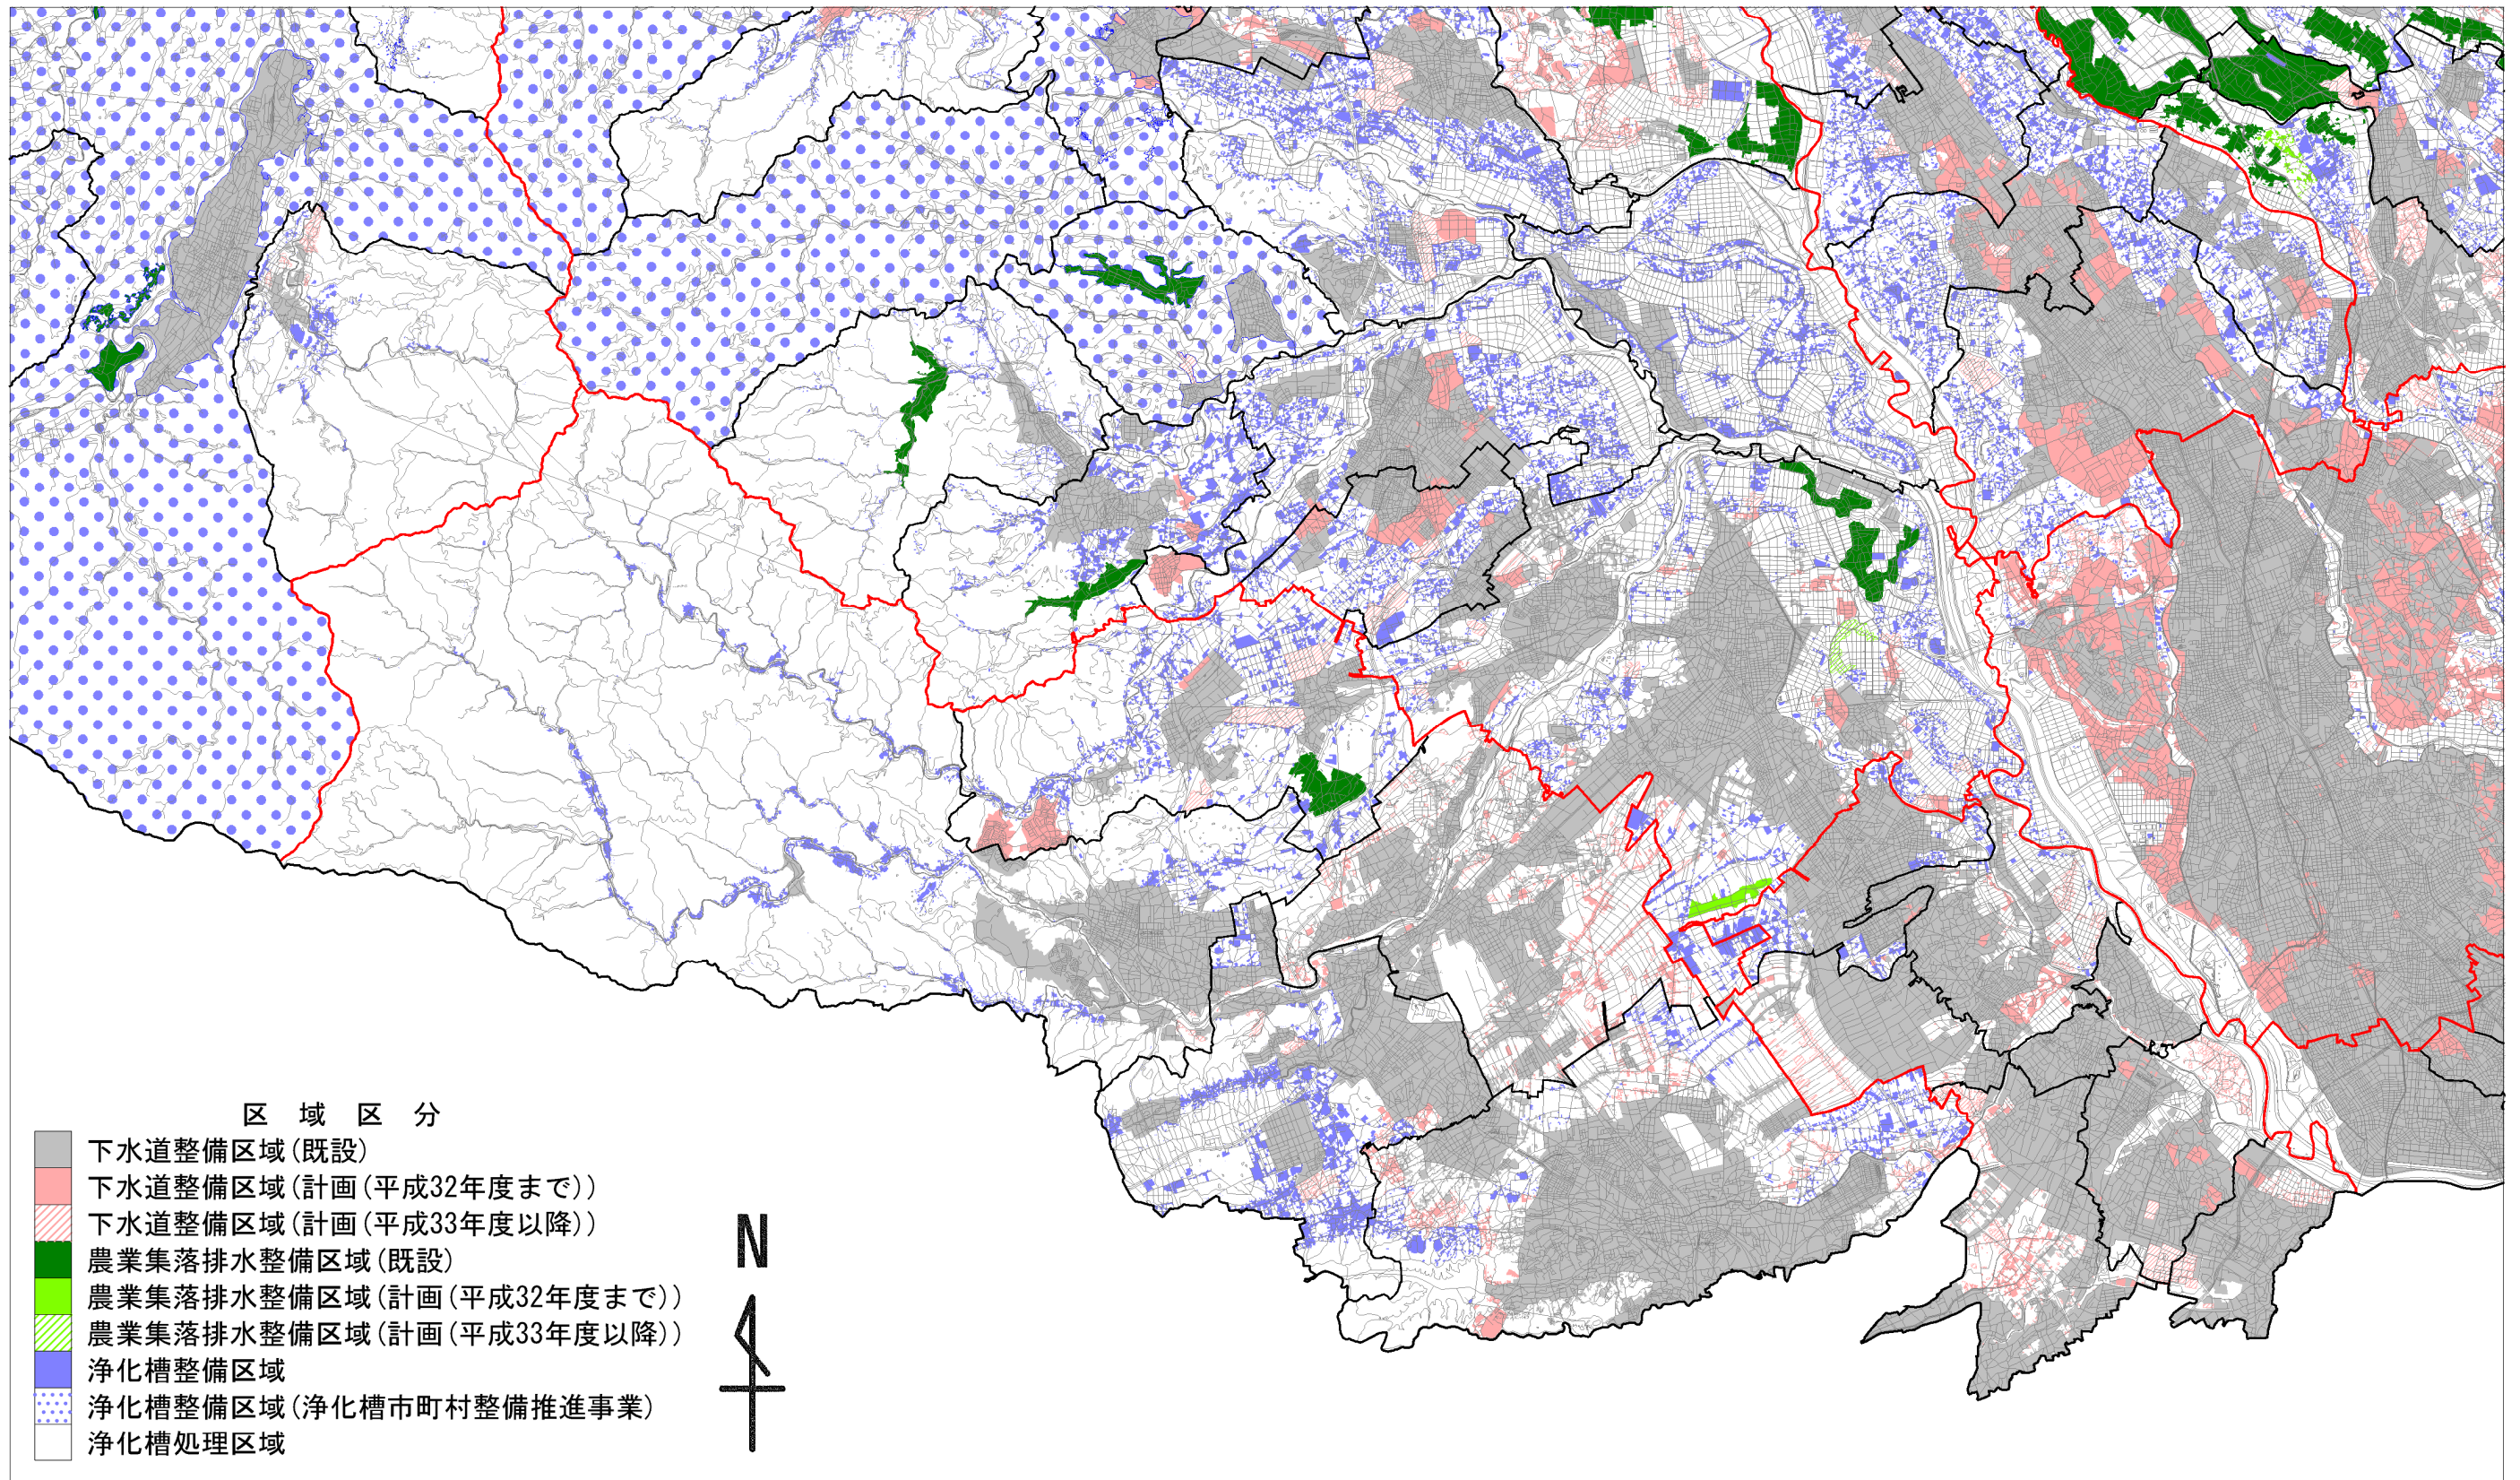 区域区分
下水道整備区域(既設)
下水道整備区域(計画(平成32年度まで))
下水道整備区域(計画(平成33年度以降))
農業集落排水整備区域(既設)
農業集落排水整備区域(計画(平成32年度まで))
農業集落排水整備区域(計画(平成33年度以降))
浄化槽整備区域
浄化槽整備区域(浄化槽市町村整備推進事業)
浄化槽処理区域
N